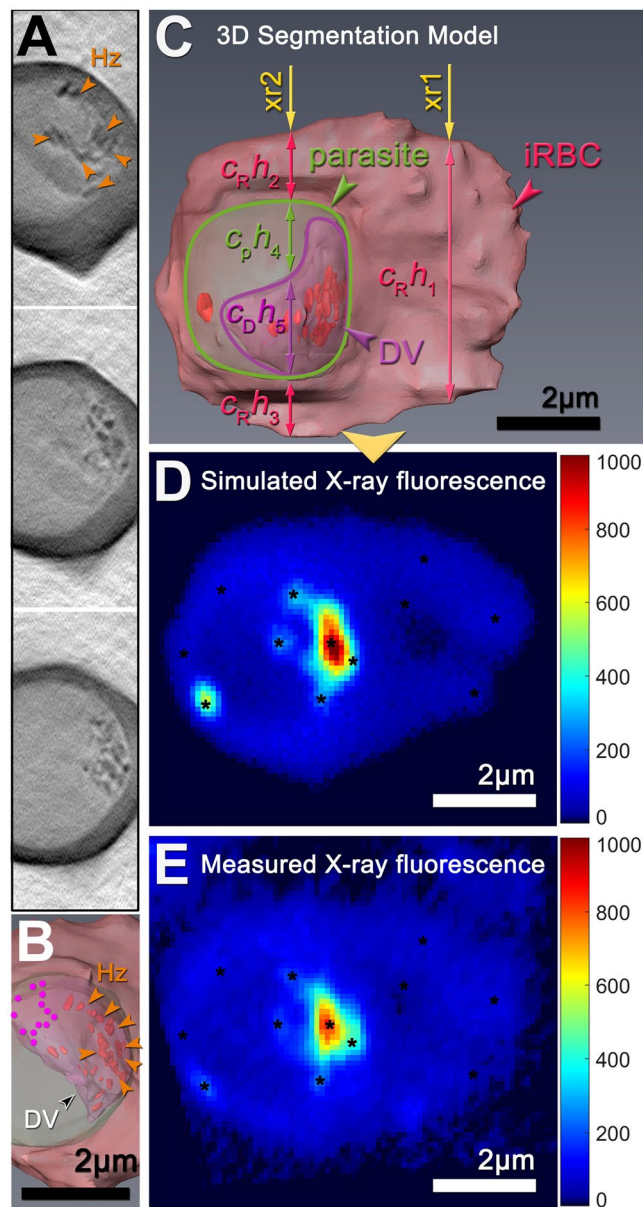 A
Hz
C 3D Segmentation Model
xr2
xr1
cRh2
parasite
iRBC
cph4
cRh1
cDh5
DV
cRh3
2µm
D Simulated X-ray fluorescence
1000
800
600
400
200
0
2µm
E Measured X-ray fluorescence
1000
800
600
400
200
0
2µm
B
Hz
DV
2µm